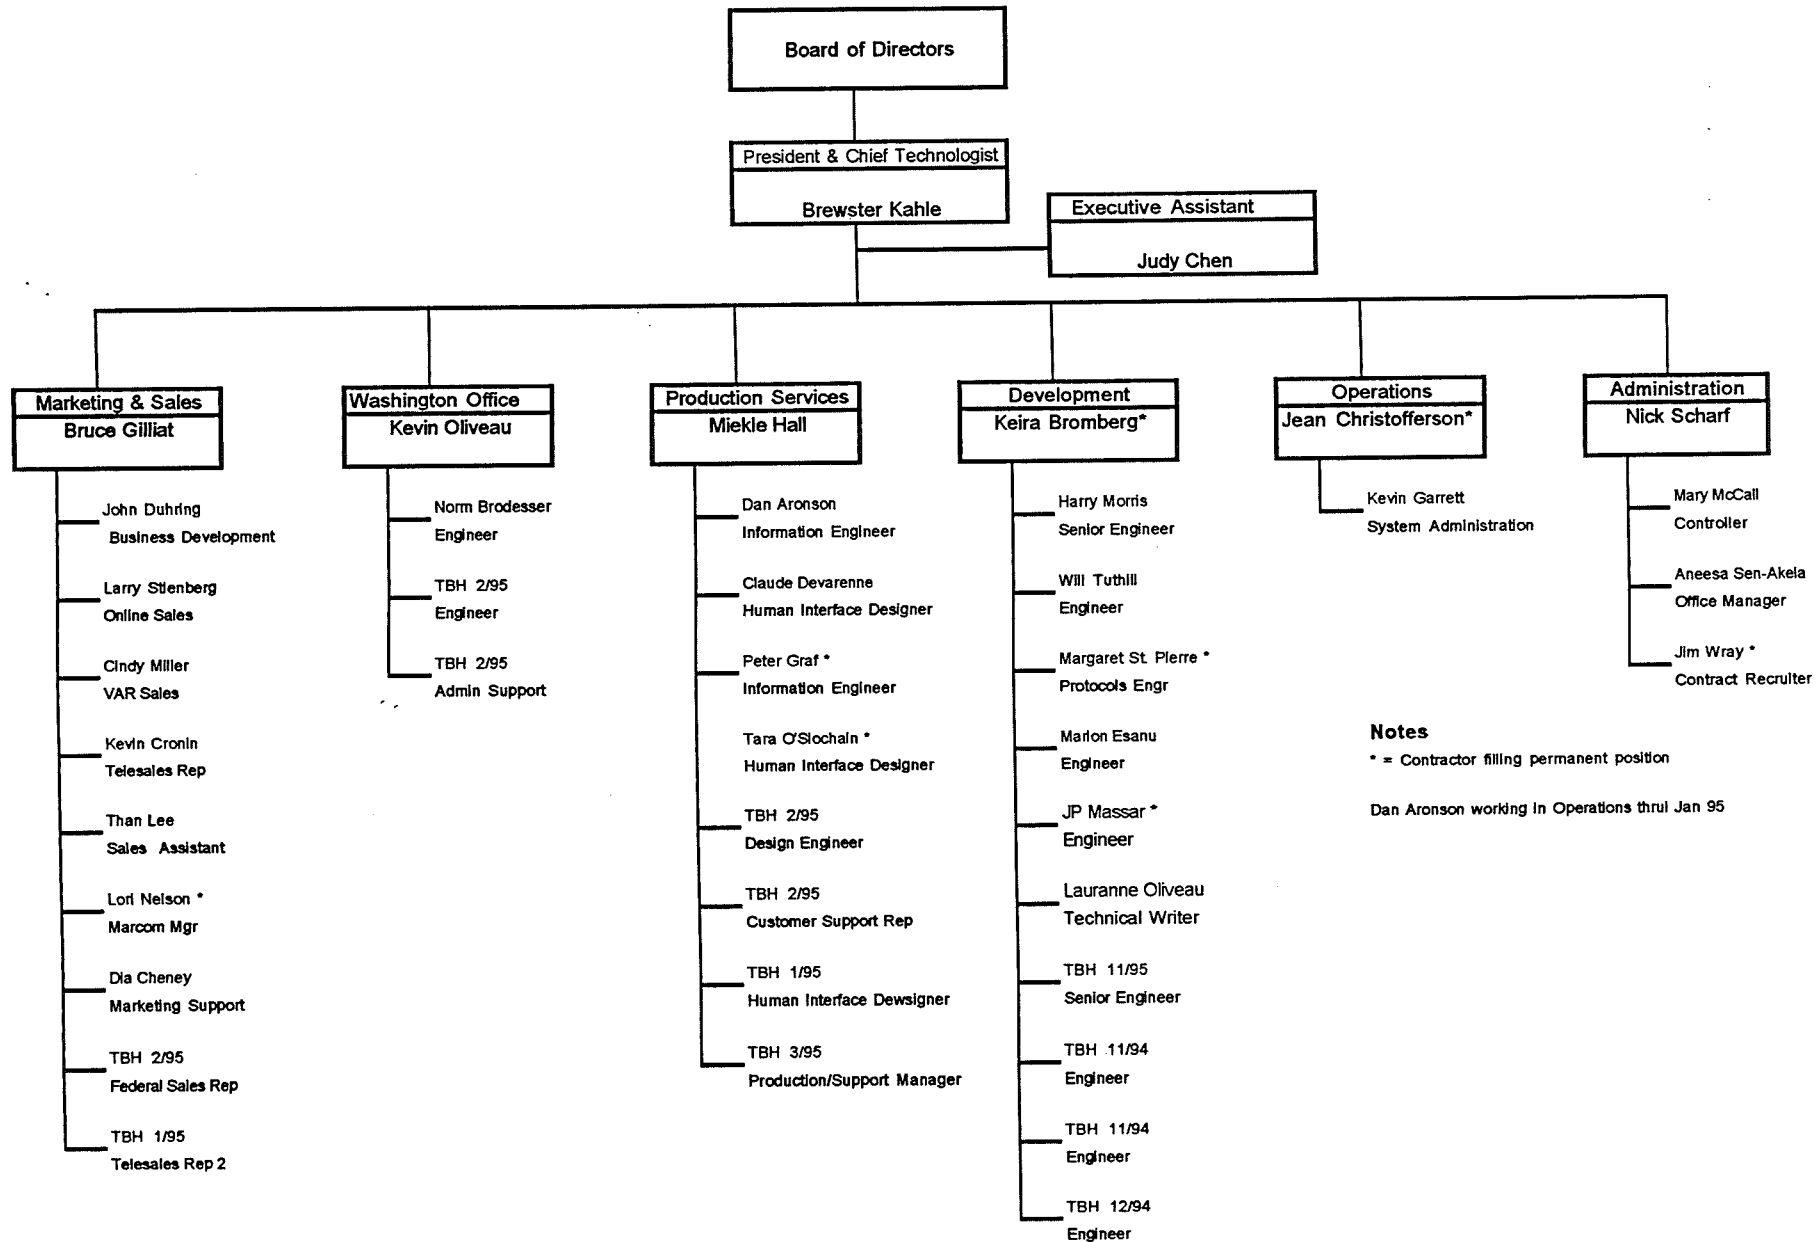 Board of Directors
President & Chief Technologist
Brewster Kahle
Executive Assistant
Judy Chen
Marketing & Sales
Bruce Gilliat
John Duhring
Business Development
Larry Stienberg
Online Sales
Cindy Miller
VAR Sales
Kevin Cronin
Telesales Rep
Than Lee
Sales Assistant
Lori Nelson *
Marcom Mgr
Dia Cheney
Marketing Support
TBH 2/95
Federal Sales Rep
TBH 1/95
Telesales Rep 2
Washington Office
Kevin Oliveau
Norm Brodesser
Engineer
TBH 2/95
Engineer
TBH 2/95
Admin Support
Production Services
Miekle Hall
Dan Aronson
Information Engineer
Claude Devarenne
Human Interface Designer
Peter Graf *
Information Engineer
Tara O'Slochain *
Human Interface Designer
TBH 2/95
Design Engineer
TBH 2/95
Customer Support Rep
TBH 1/95
Human Interface Dewsigner
TBH 3/95
Production/Support Manager
Development
Keira Bromberg*
Harry Morris
Senior Engineer
Will Tuthill
Engineer
Margaret St. Pierre *
Protocols Engr
Marion Esanu
Engineer
JP Massar *
Engineer
Lauranne Oliveau
Technical Writer
TBH 11/95
Senior Engineer
TBH 11/94
Engineer
TBH 11/94
Engineer
TBH 12/94
Engineer
Operations
Jean Christofferson*
Kevin Garrett
System Administration
Administration
Nick Scharf
Mary McCall
Controller
Aneesa Sen-Akela
Office Manager
Jim Wray *
Contract Recruiter
Notes
* = Contractor filling permanent position
Dan Aronson working in Operations thrui Jan 95